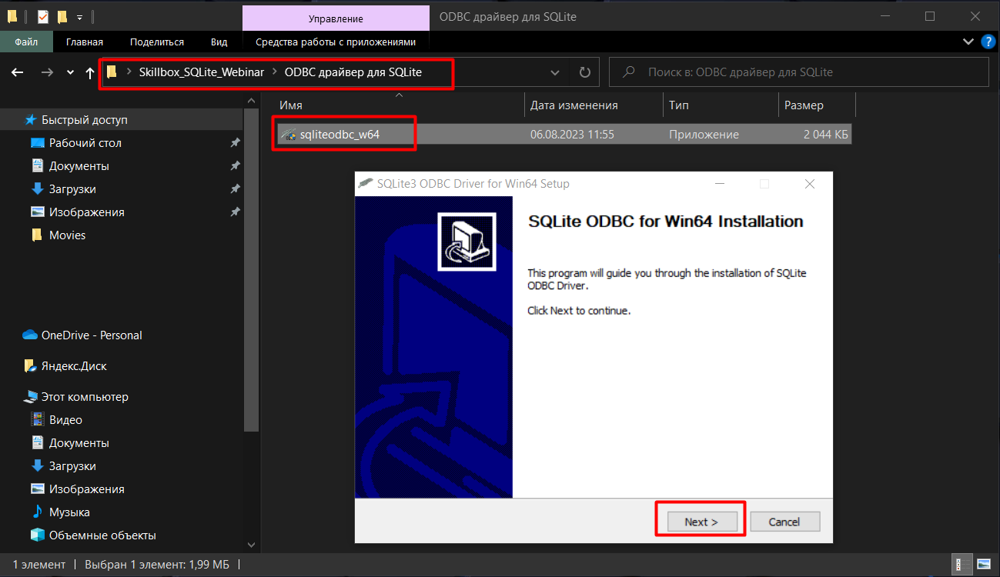 Управление
ODBC драйвер для SQLite
Файл
Главная
Поделиться
Вид
Средства работы с приложениями
?
Skillbox_SQLite_Webinar > ODBC драйвер для SQLite
Поиск в: ODBC драйвер для SQLite
Имя
Дата изменения
Тип
Размер
sqliteodbc_w64
06.08.2023 11:55
Приложение
2 044 КБ
Быстрый доступ
Рабочий стол
Документы
Загрузки
Изображения
Movies
OneDrive - Personal
Яндекс.Диск
Этот компьютер
Видео
Документы
Загрузки
Изображения
Музыка
Объемные объекты
SQLite3 ODBC Driver for Win64 Setup
SQLite ODBC for Win64 Installation
This program will guide you through the installation of SQLite
ODBC Driver.
Click Next to continue.
Next >
Cancel
1 элемент
Выбран 1 элемент: 1,99 МБ